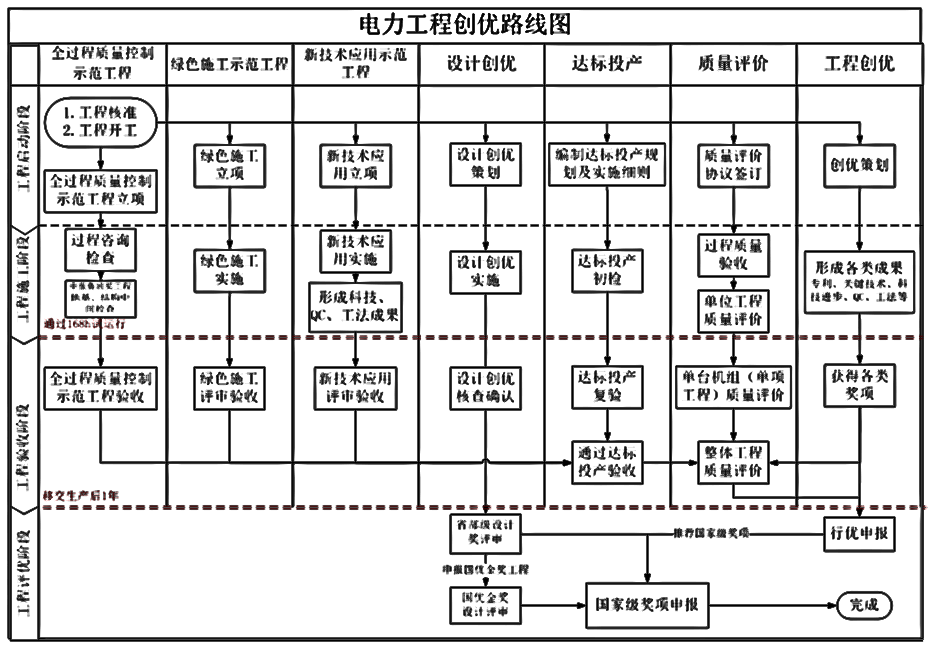 电力工程创优路线图
全过程质量控制
示范工程
绿色施工示范工程
新技术应用示范
工程
设计创优
达标投产
质量评价
工程创优
工程启动阶段
1. 工程核准
2. 工程开工
全过程质量控制
示范工程立项
绿色施工
立项
新技术应
用立项
设计创优
策划
编制达标投产规
划及实施细则
质量评价
协议签订
创优策划
工程施工阶段
过程咨询
检查
绿色施工
实施
新技术应
用实施
形成科技、
QC、工法成果
设计创优
实施
达标投产
初检
过程质量
验收
单位工程
质量评价
形成各类成果
专利、关键技术、科
技进步、QC、工法等
通过168h试运行
工程验收阶段
全过程质量控制
示范工程验收
绿色施工
评审验收
新技术应用
评审验收
设计创优
核查确认
达标投产
复验
通过达标
投产验收
单台机组（单项
工程）质量评价
整体工程
质量评价
获得各类
奖项
移交生产后1年
工程评优阶段
省部级设计
奖评审
推荐国家级奖项
行优申报
申报国优金奖工程
国优金奖
设计评审
国家级奖项申报
完成